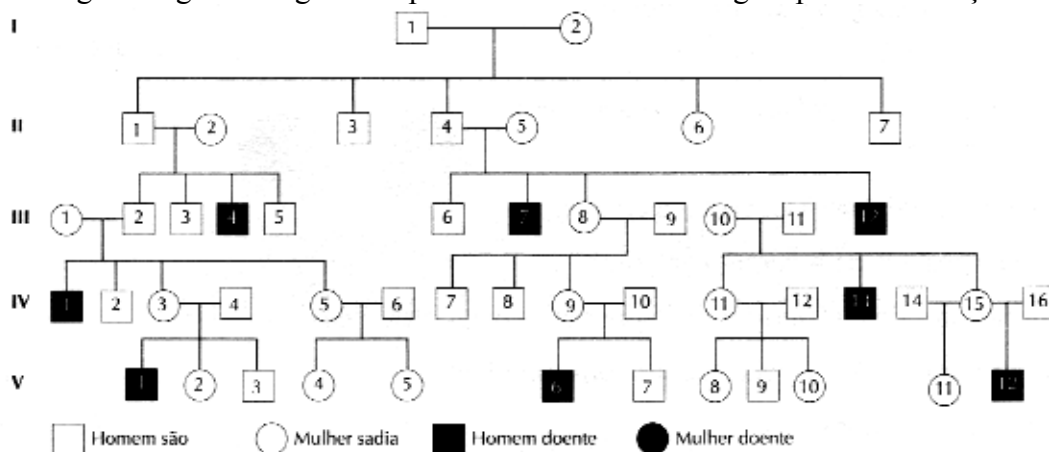 I 1 2
II 1 2 3 4 5 6 7
III 1 2 3 4 5 6 7 8 9 10 11 12
IV 1 2 3 4 5 6 7 8 9 10 11 12 13 14 15 16
V 1 2 3 4 5 6 7 8 9 10 11 12
Homem são Mulher sadia Homem doente Mulher doente